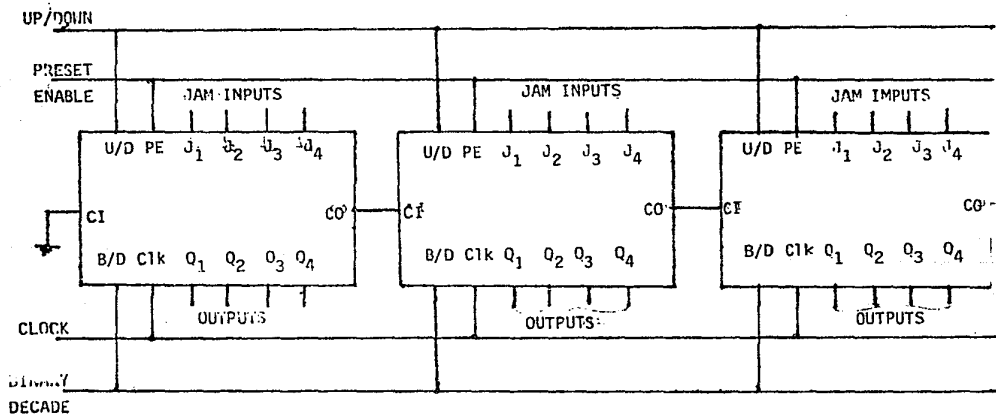 UP/DOWN
PRESET
ENABLE
JAM INPUTS JAM INPUTS JAM IMPUTS
U/D PE J1 J2 J3 J4 U/D PE J1 J2 J3 J4 U/D PE J1 J2 J3 J4
CI CO CI CO CI CO
B/D Clk Q1 Q2 Q3 Q4 B/D Clk Q1 Q2 Q3 Q4 B/D Clk Q1 Q2 Q3 Q4
OUTPUTS OUTPUTS OUTPUTS
CLOCK
BINARY
DECADE